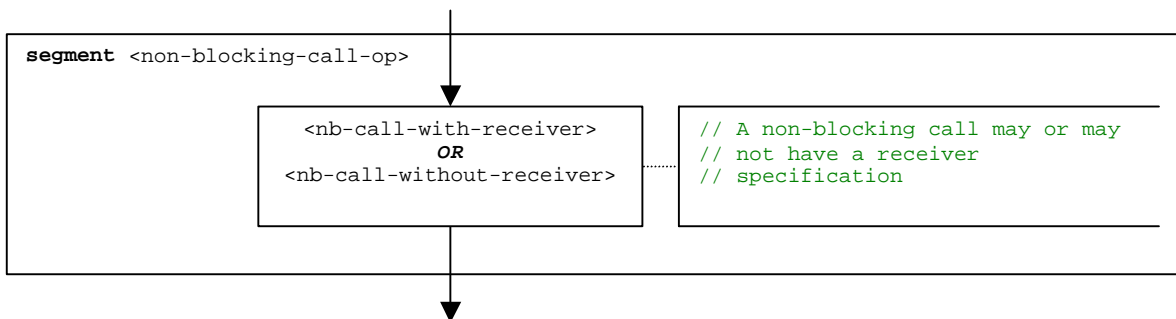 segment <non-blocking-call-op>
<nb-call-with-receiver>
OR
<nb-call-without-receiver>
// A non-blocking call may or may
// not have a receiver
// specification